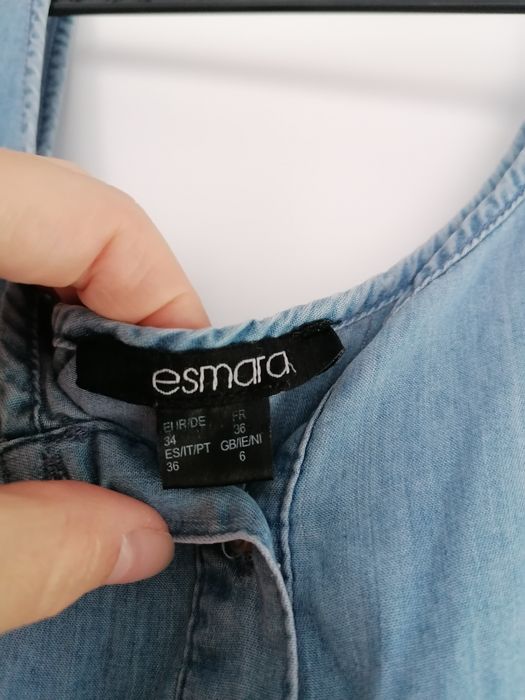 esmara
EUR/DE FR
34 36
ES/IT/PT GB/IE/NI
36 6